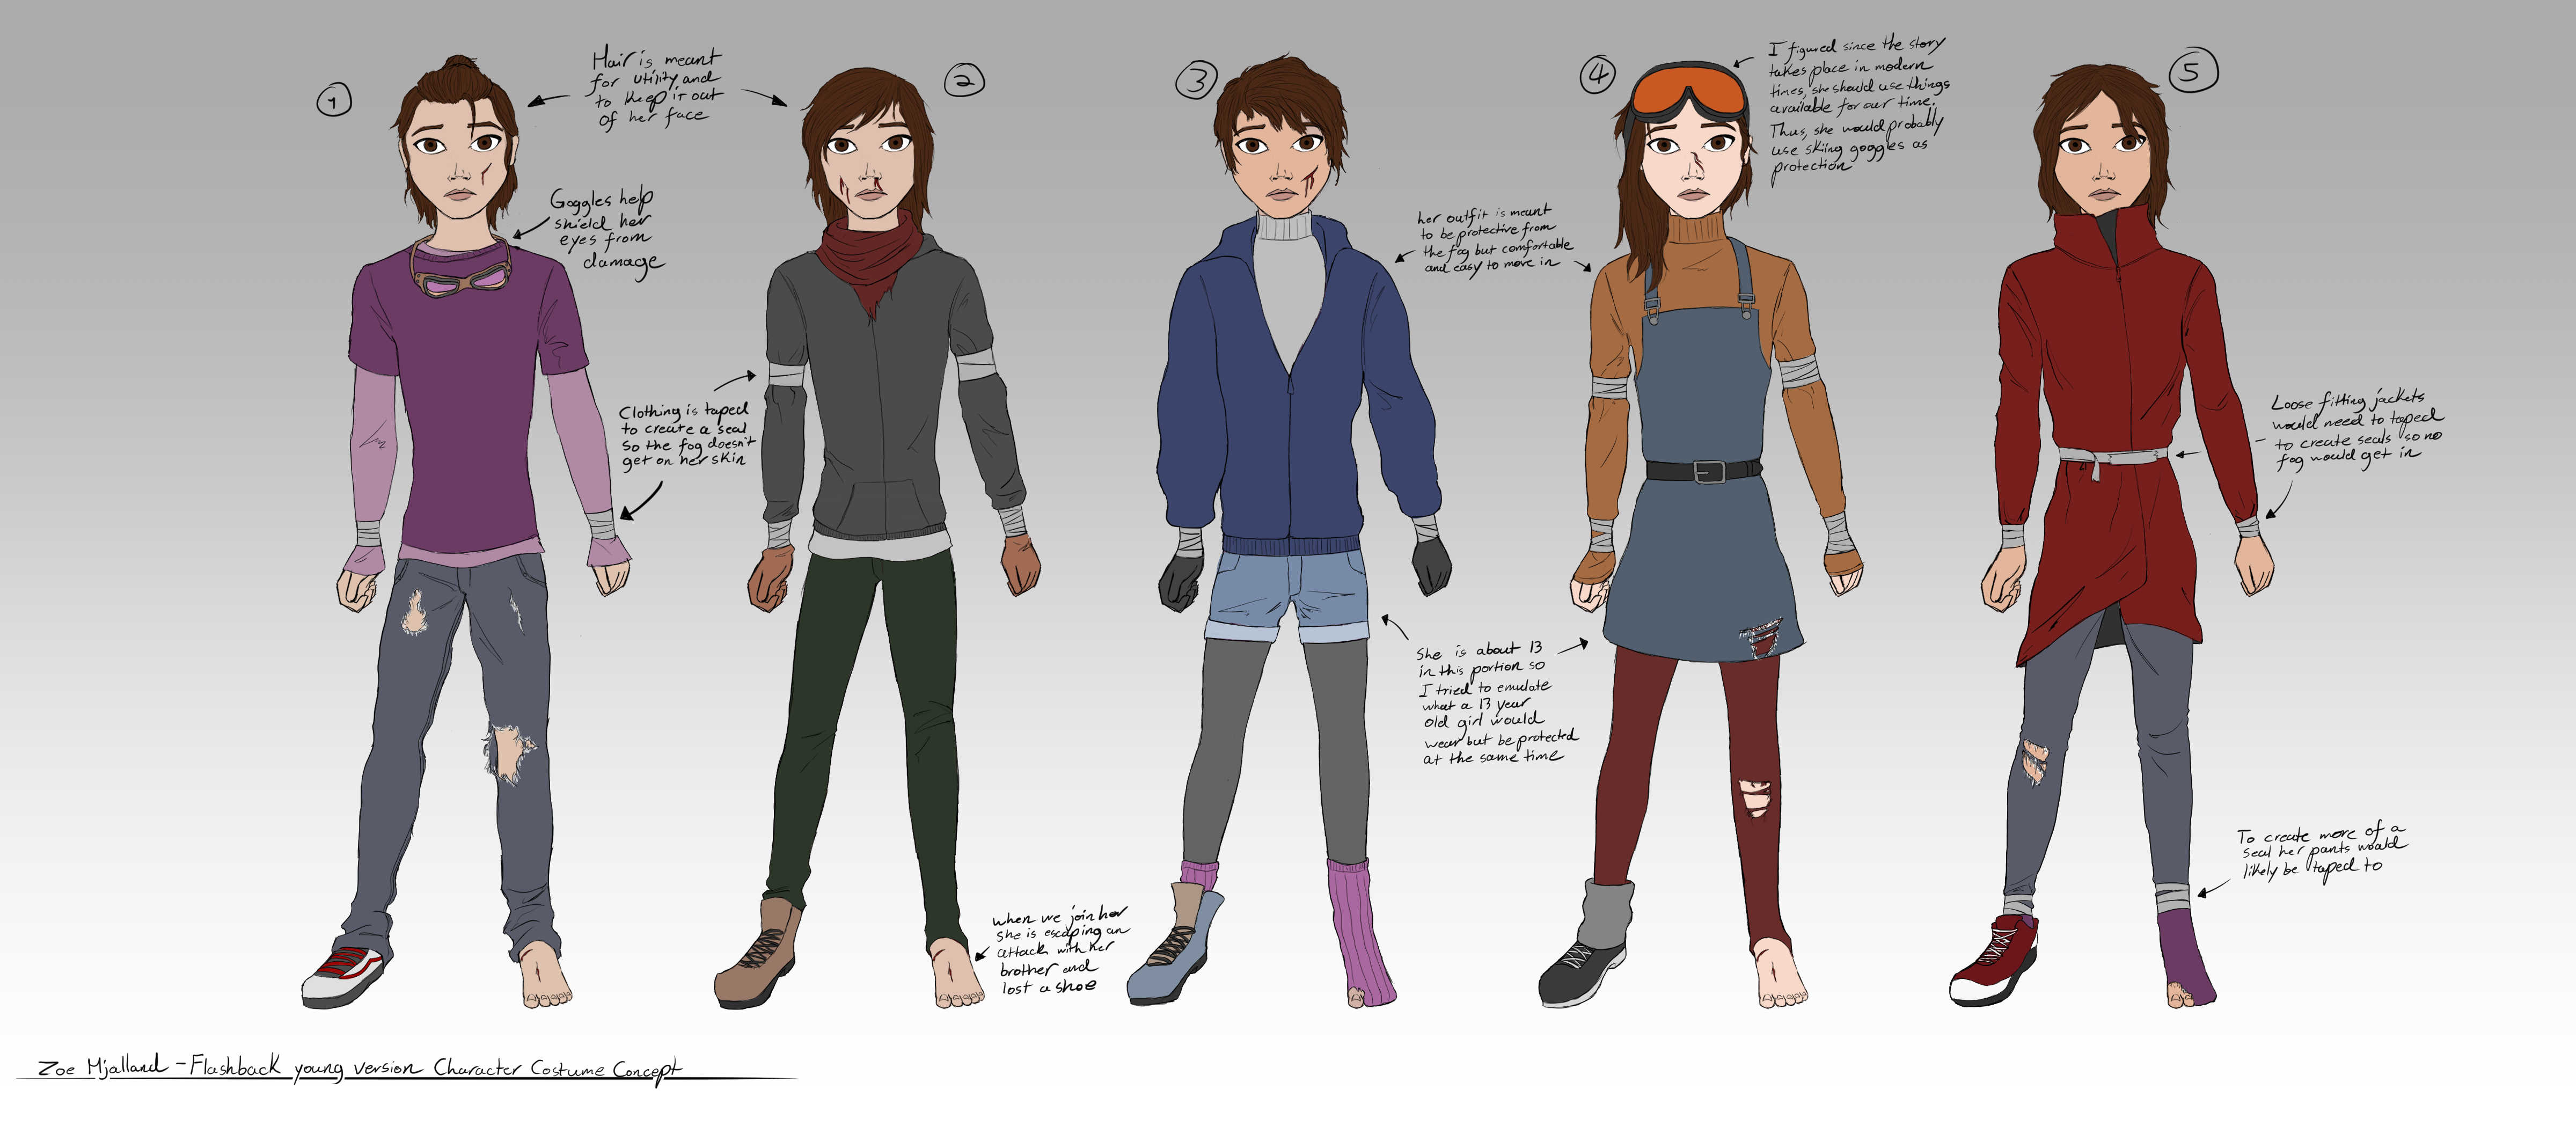 1
Hair is meant
for utility and
to keep it out
of her face
2
3
4
I figured since the story
takes place in modern
times, she should use things
available for our time.
Thus, she would probably
use skiing goggles as
protection
5
Goggles help
shield her
eyes from
damage
her outfit is meant
to be protective from
the fog but comfortable
and easy to move in
Clothing is taped
to create a seal
so the fog doesn't
get on her skin
Loose fitting jackets
would need to taped
to create seals so no
fog would get in
She is about 13
in this portion so
I tried to emulate
what a 13 year
old girl would
wear but be protected
at the same time
To create more of a
seal her pants would
likely be taped to
when we join her
she is escaping an
attack with her
brother and
lost a shoe
Zoe Mjalland - Flashback young version Character Costume Concept